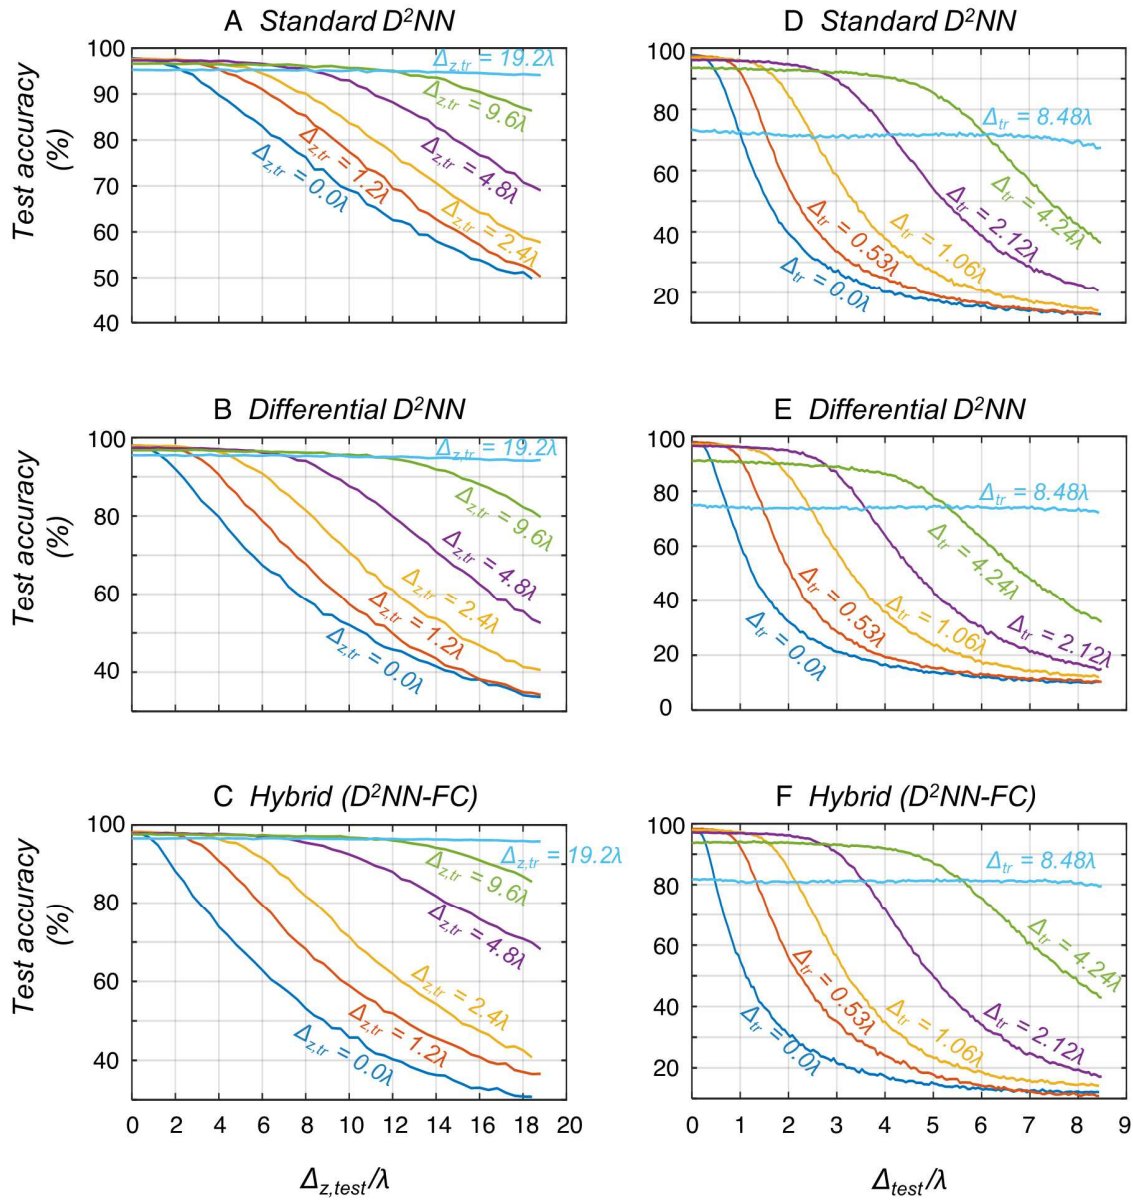 A Standard D²NN
Test accuracy
(%)
100
90
80
70
60
50
40
Δz,tr = 19.2λ
Δz,tr = 9.6λ
Δz,tr = 4.8λ
Δz,tr = 2.4λ
Δz,tr = 1.2λ
Δz,tr = 0.0λ
D Standard D²NN
100
80
60
40
20
Δtr = 8.48λ
Δtr = 4.24λ
Δtr = 2.12λ
Δtr = 1.06λ
Δtr = 0.53λ
Δtr = 0.0λ
B Differential D²NN
Test accuracy
(%)
100
80
60
40
Δz,tr = 19.2λ
Δz,tr = 9.6λ
Δz,tr = 4.8λ
Δz,tr = 2.4λ
Δz,tr = 1.2λ
Δz,tr = 0.0λ
E Differential D²NN
100
80
60
40
20
0
Δtr = 8.48λ
Δtr = 4.24λ
Δtr = 2.12λ
Δtr = 1.06λ
Δtr = 0.53λ
Δtr = 0.0λ
C Hybrid (D²NN-FC)
Test accuracy
(%)
100
80
60
40
Δz,tr = 19.2λ
Δz,tr = 9.6λ
Δz,tr = 4.8λ
Δz,tr = 2.4λ
Δz,tr = 1.2λ
Δz,tr = 0.0λ
0 2 4 6 8 10 12 14 16 18 20
Δz,test/λ
F Hybrid (D²NN-FC)
100
80
60
40
20
Δtr = 8.48λ
Δtr = 4.24λ
Δtr = 2.12λ
Δtr = 1.06λ
Δtr = 0.53λ
Δtr = 0.0λ
0 1 2 3 4 5 6 7 8 9
Δtest/λ